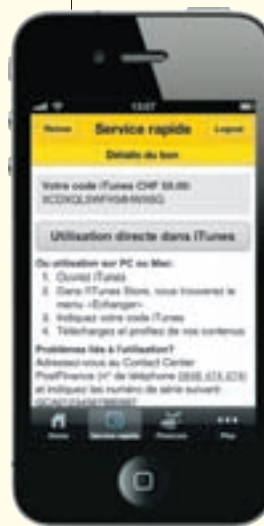 13:07
Retour Service rapide Logout
Détails du bon
Votre code iTunes CHF 50.00:
Utilisation directe dans iTunes
Ou utilisation sur PC ou Mac:
1. Ouvrez iTunes
2. Dans l'iTunes Store, vous trouverez le
menu «Echanger»
3. Indiquez votre code iTunes
4. Téléchargez et profitez de vos contenus
Problèmes liés à l'utilisation?
Adressez-vous au Contact Center
PostFinance (n° de téléphone
et indiquez les numéro de série suivant:
Service rapide Plus